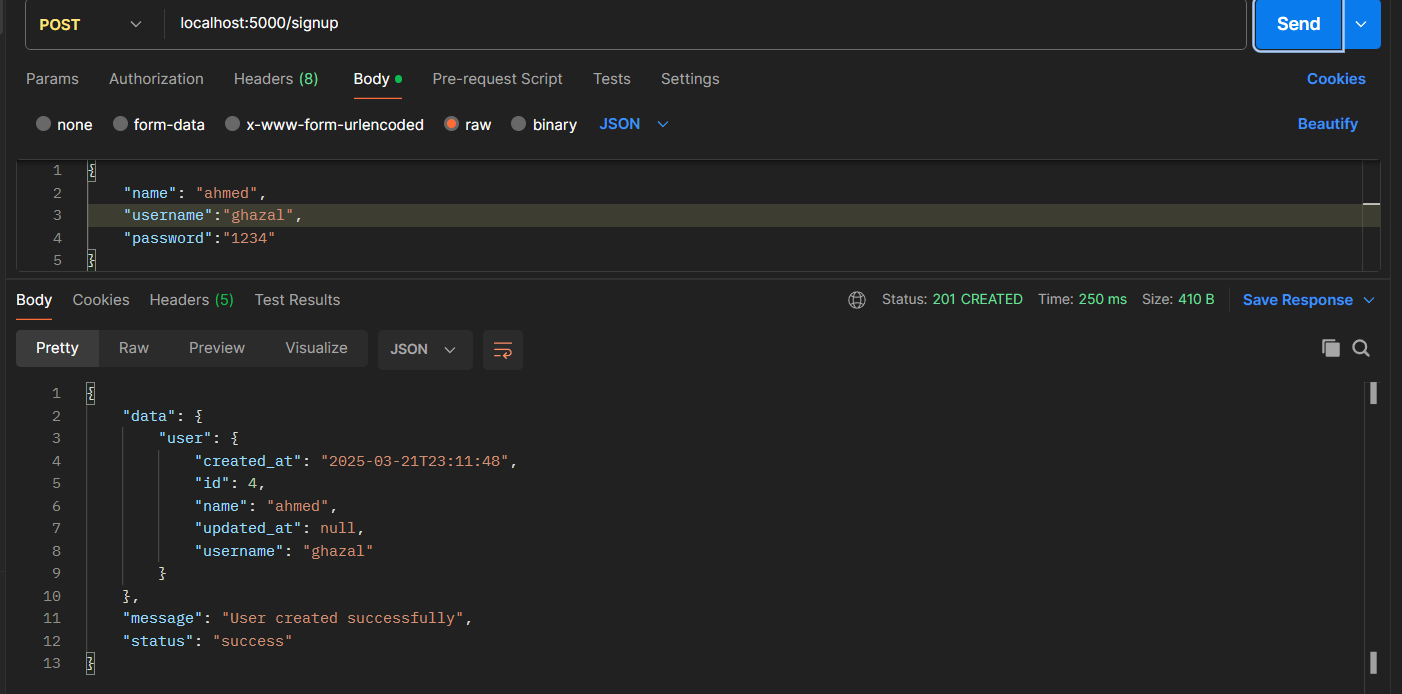 POST localhost:5000/signup Send
Params Authorization Headers (8) Body Pre-request Script Tests Settings Cookies
none form-data x-www-form-urlencoded raw binary JSON Beautify
1 {
2 "name": "ahmed",
3 "username":"ghazal",
4 "password":"1234"
5 }
Body Cookies Headers (5) Test Results Status: 201 CREATED Time: 250 ms Size: 410 B Save Response
Pretty Raw Preview Visualize JSON
1 {
2 "data": {
3 "user": {
4 "created_at": "2025-03-21T23:11:48",
5 "id": 4,
6 "name": "ahmed",
7 "updated_at": null,
8 "username": "ghazal"
9 }
10 },
11 "message": "User created successfully",
12 "status": "success"
13 }